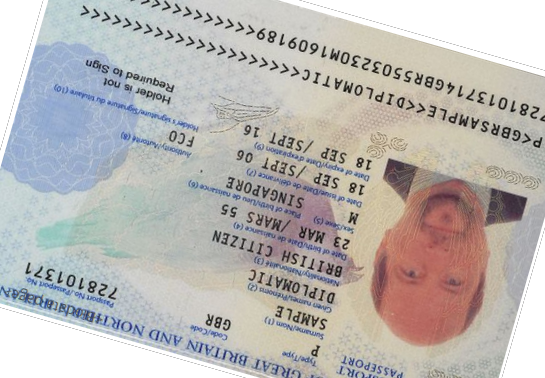 GREAT BRITAIN AND NORTHERN
PORT
PASSEPORT
Type/Type
P
Code/Code
GBR
Passport No./Passeport No.
728101371
Surname/Nom (1)
SAMPLE
Given names/Prénoms (2)
DIPLOMATIC
Nationality/Nationalité (3)
BRITISH CITIZEN
Date of birth/Date de naissance (4)
23 MAR /MARS 55
Sex/Sexe (5)
M
Place of birth/Lieu de naissance (6)
SINGAPORE
Date of issue/Date de délivrance (7)
18 SEP /SEPT 06
Authority/Autorité (8)
FCO
Date of expiry/Date d'expiration (9)
18 SEP /SEPT 16
Holder's signature/Signature du titulaire (10)
Holder is not
Required to Sign
P<GBRSAMPLE<<DIPLOMATIC<<<<<<<<<<<<<<<<<<<<<
7281013714GBR5503230M1609189<<<<<<<<<<<